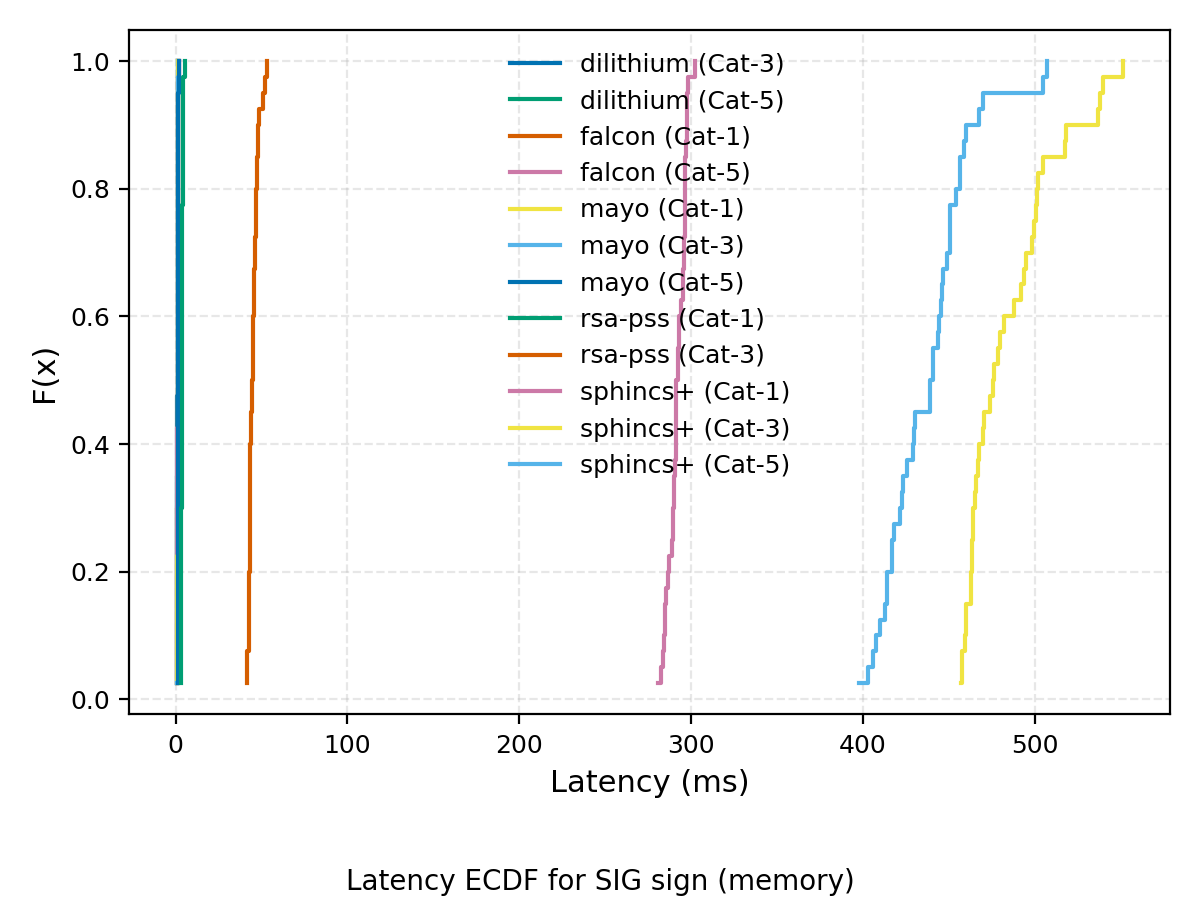 1.0
0.8
0.6
0.4
0.2
0.0
F(x)
dilithium (Cat-3)
dilithium (Cat-5)
falcon (Cat-1)
falcon (Cat-5)
mayo (Cat-1)
mayo (Cat-3)
mayo (Cat-5)
rsa-pss (Cat-1)
rsa-pss (Cat-3)
sphincs+ (Cat-1)
sphincs+ (Cat-3)
sphincs+ (Cat-5)
0 100 200 300 400 500
Latency (ms)
Latency ECDF for SIG sign (memory)